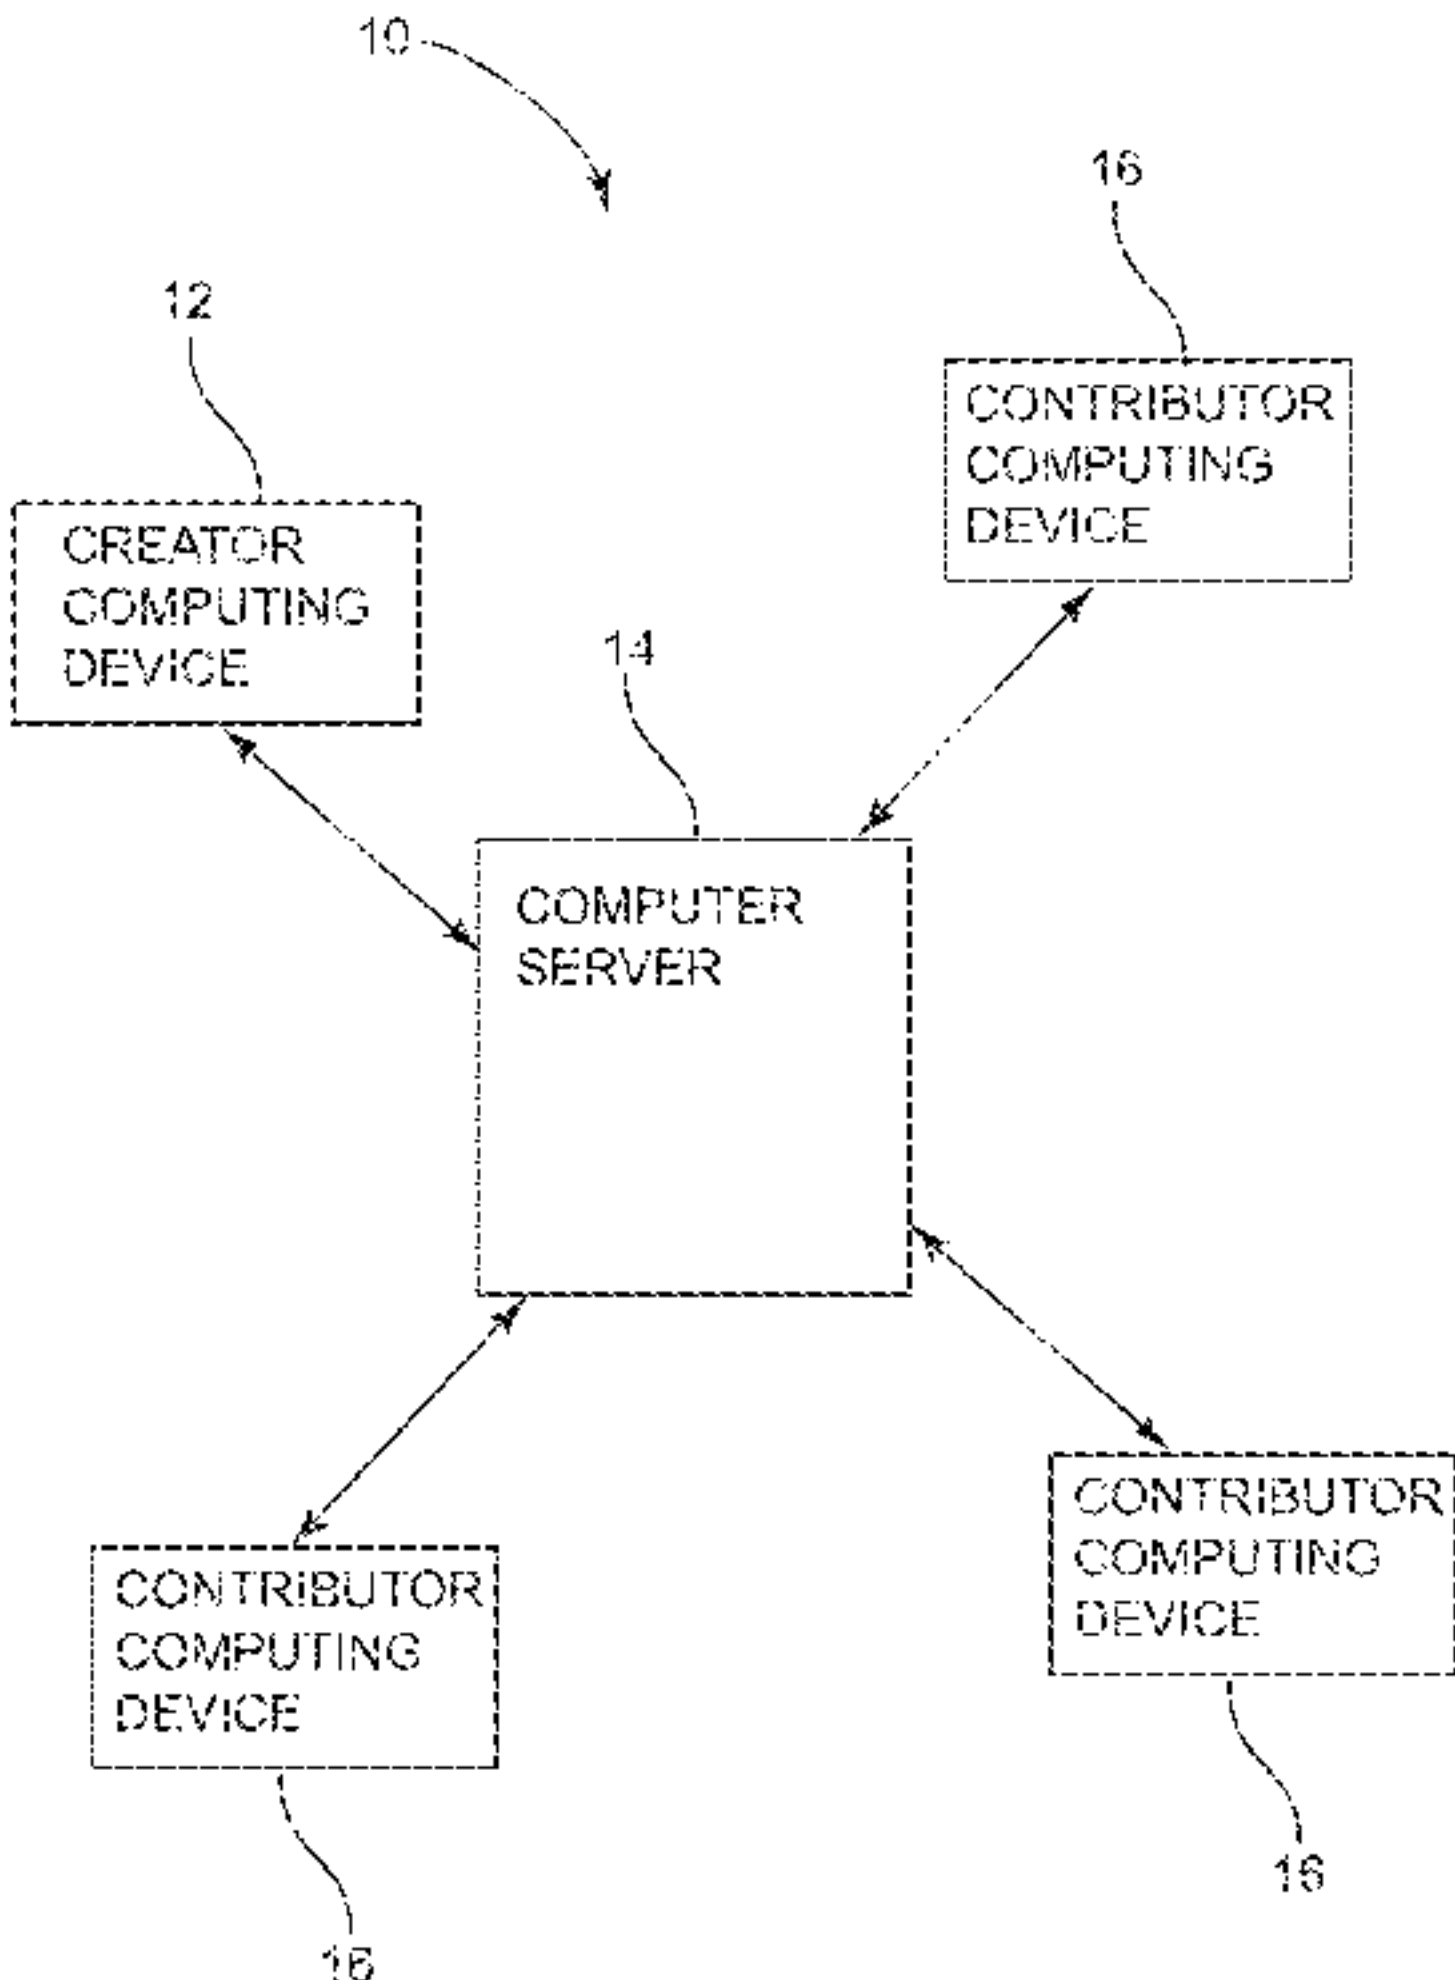 10
16
12
CONTRIBUTOR
COMPUTING
DEVICE
CREATOR
COMPUTING
DEVICE
14
COMPUTER
SERVER
CONTRIBUTOR
COMPUTING
DEVICE
16
CONTRIBUTOR
COMPUTING
DEVICE
16